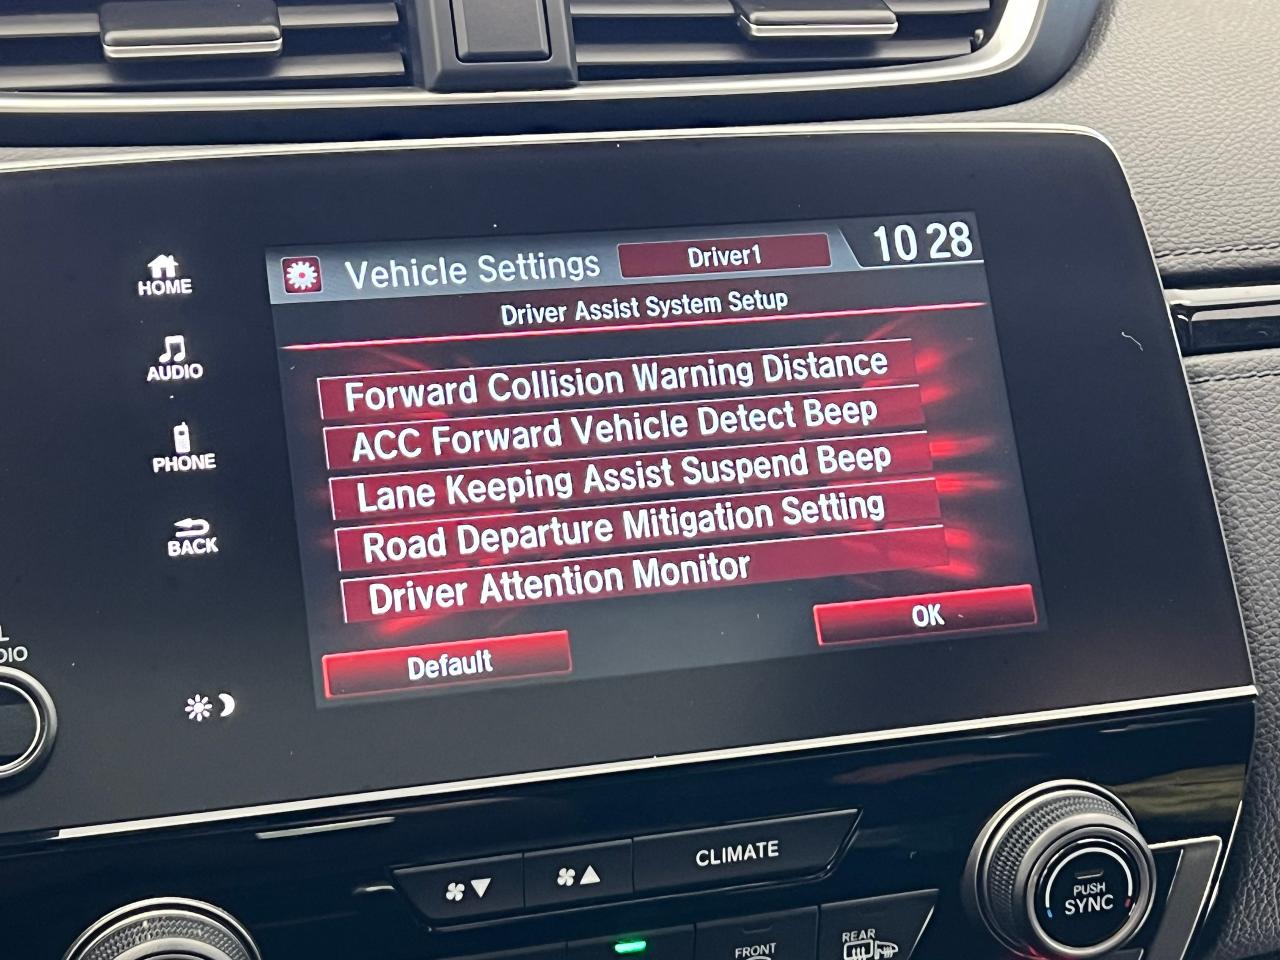 Vehicle Settings
Driver1
10 28
Driver Assist System Setup
HOME
AUDIO
PHONE
BACK
Forward Collision Warning Distance
ACC Forward Vehicle Detect Beep
Lane Keeping Assist Suspend Beep
Road Departure Mitigation Setting
Driver Attention Monitor
Default
OK
CLIMATE
PUSH
SYNC
FRONT
REAR